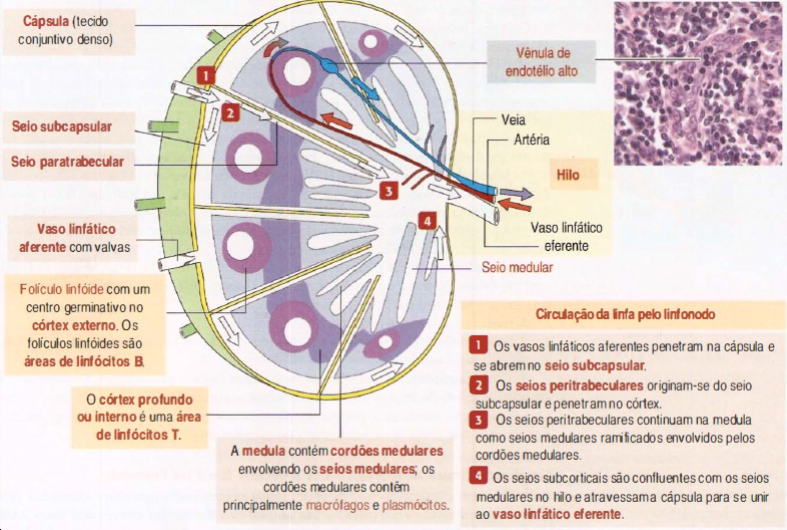 Cápsula (tecido
conjuntivo denso)
Seio subcapsular
Seio paratrabecular
Vaso linfático
aferente com valvas
Folículo linfóide com um
centro germinativo no
córtex externo. Os
folículos linfóides são
áreas de linfócitos B.
O córtex profundo
ou interno é uma área
de linfócitos T.
A medula contém cordões medulares
envolvendo os seios medulares; os
cordões medulares contêm
principalmente macrófagos e plasmócitos.
1
2
3
4
Vênula de
endotélio alto
Veia
Artéria
Hilo
Vaso linfático
eferente
Seio medular
Circulação da linfa pelo linfonodo
1 Os vasos linfáticos aferentes penetram na cápsula e
se abrem no seio subcapsular.
2 Os seios peritrabeculares originam-se do seio
subcapsular e penetram no córtex.
3 Os seios peritrabeculares continuam na medula
como seios medulares ramificados envolvidos pelos
cordões medulares.
4 Os seios subcorticais são confluentes com os seios
medulares no hilo e atravessam a cápsula para se unir
ao vaso linfático eferente.